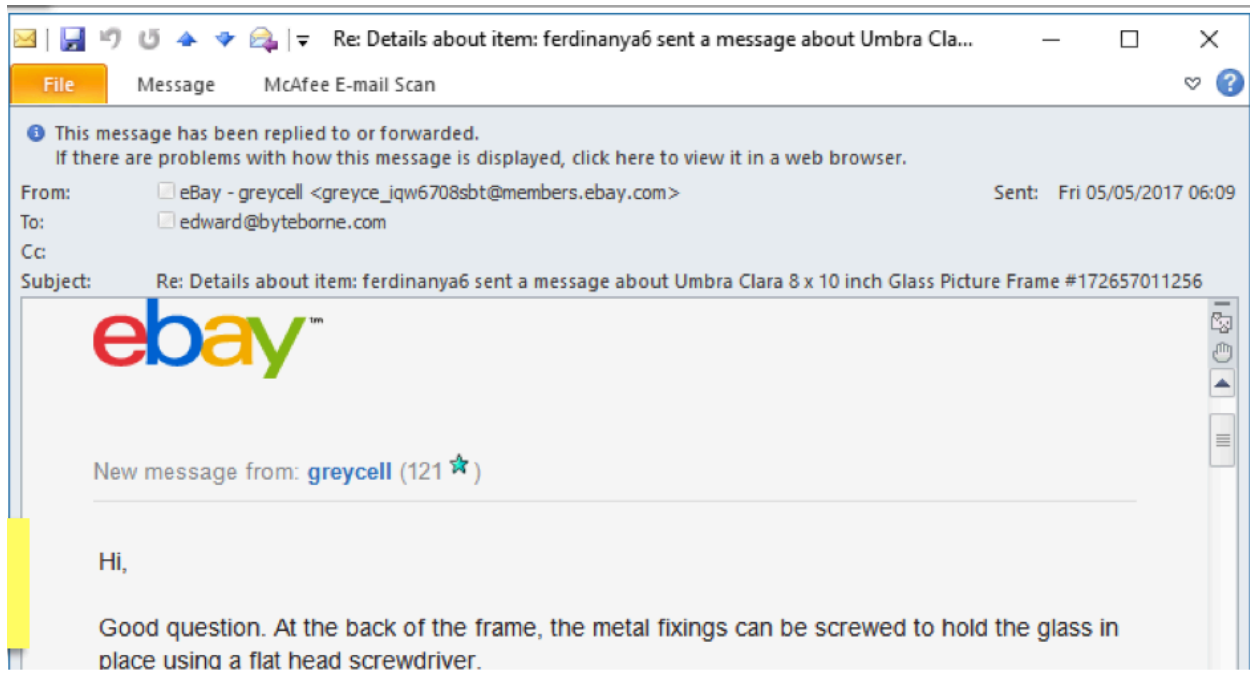 Re: Details about item: ferdinanya6 sent a message about Umbra Cla...
File Message McAfee E-mail Scan
This message has been replied to or forwarded.
If there are problems with how this message is displayed, click here to view it in a web browser.
From: eBay - greycell <greyce_iqw6708sbt@members.ebay.com> Sent: Fri 05/05/2017 06:09
To: edward@byteborne.com
Cc:
Subject: Re: Details about item: ferdinanya6 sent a message about Umbra Clara 8 x 10 inch Glass Picture Frame #172657011256
ebay™
New message from: greycell (121)
Hi,
Good question. At the back of the frame, the metal fixings can be screwed to hold the glass in
place using a flat head screwdriver.